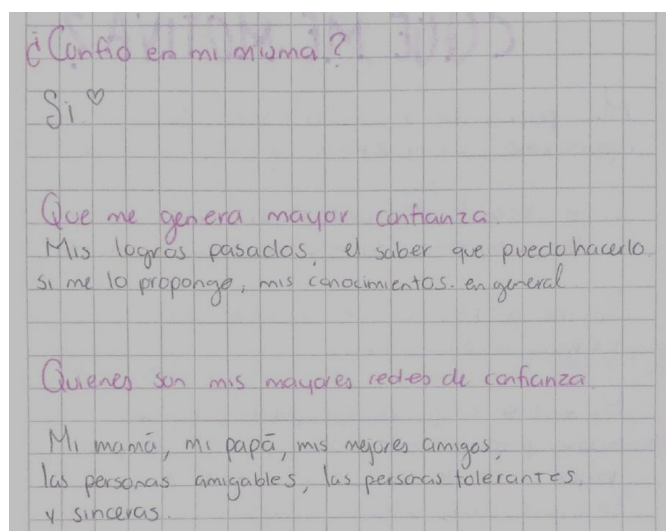 ¿Confio en mi misma?
Si ♡
Que me genera mayor confianza.
Mis logros pasados, el saber que puedo hacerlo
si me lo propongo, mis conocimientos. en general
Quienes son mis mayores redes de confianza
Mi mamá, mi papá, mis mejores amigos,
las personas amigables, las personas tolerantes,
y sinceras.